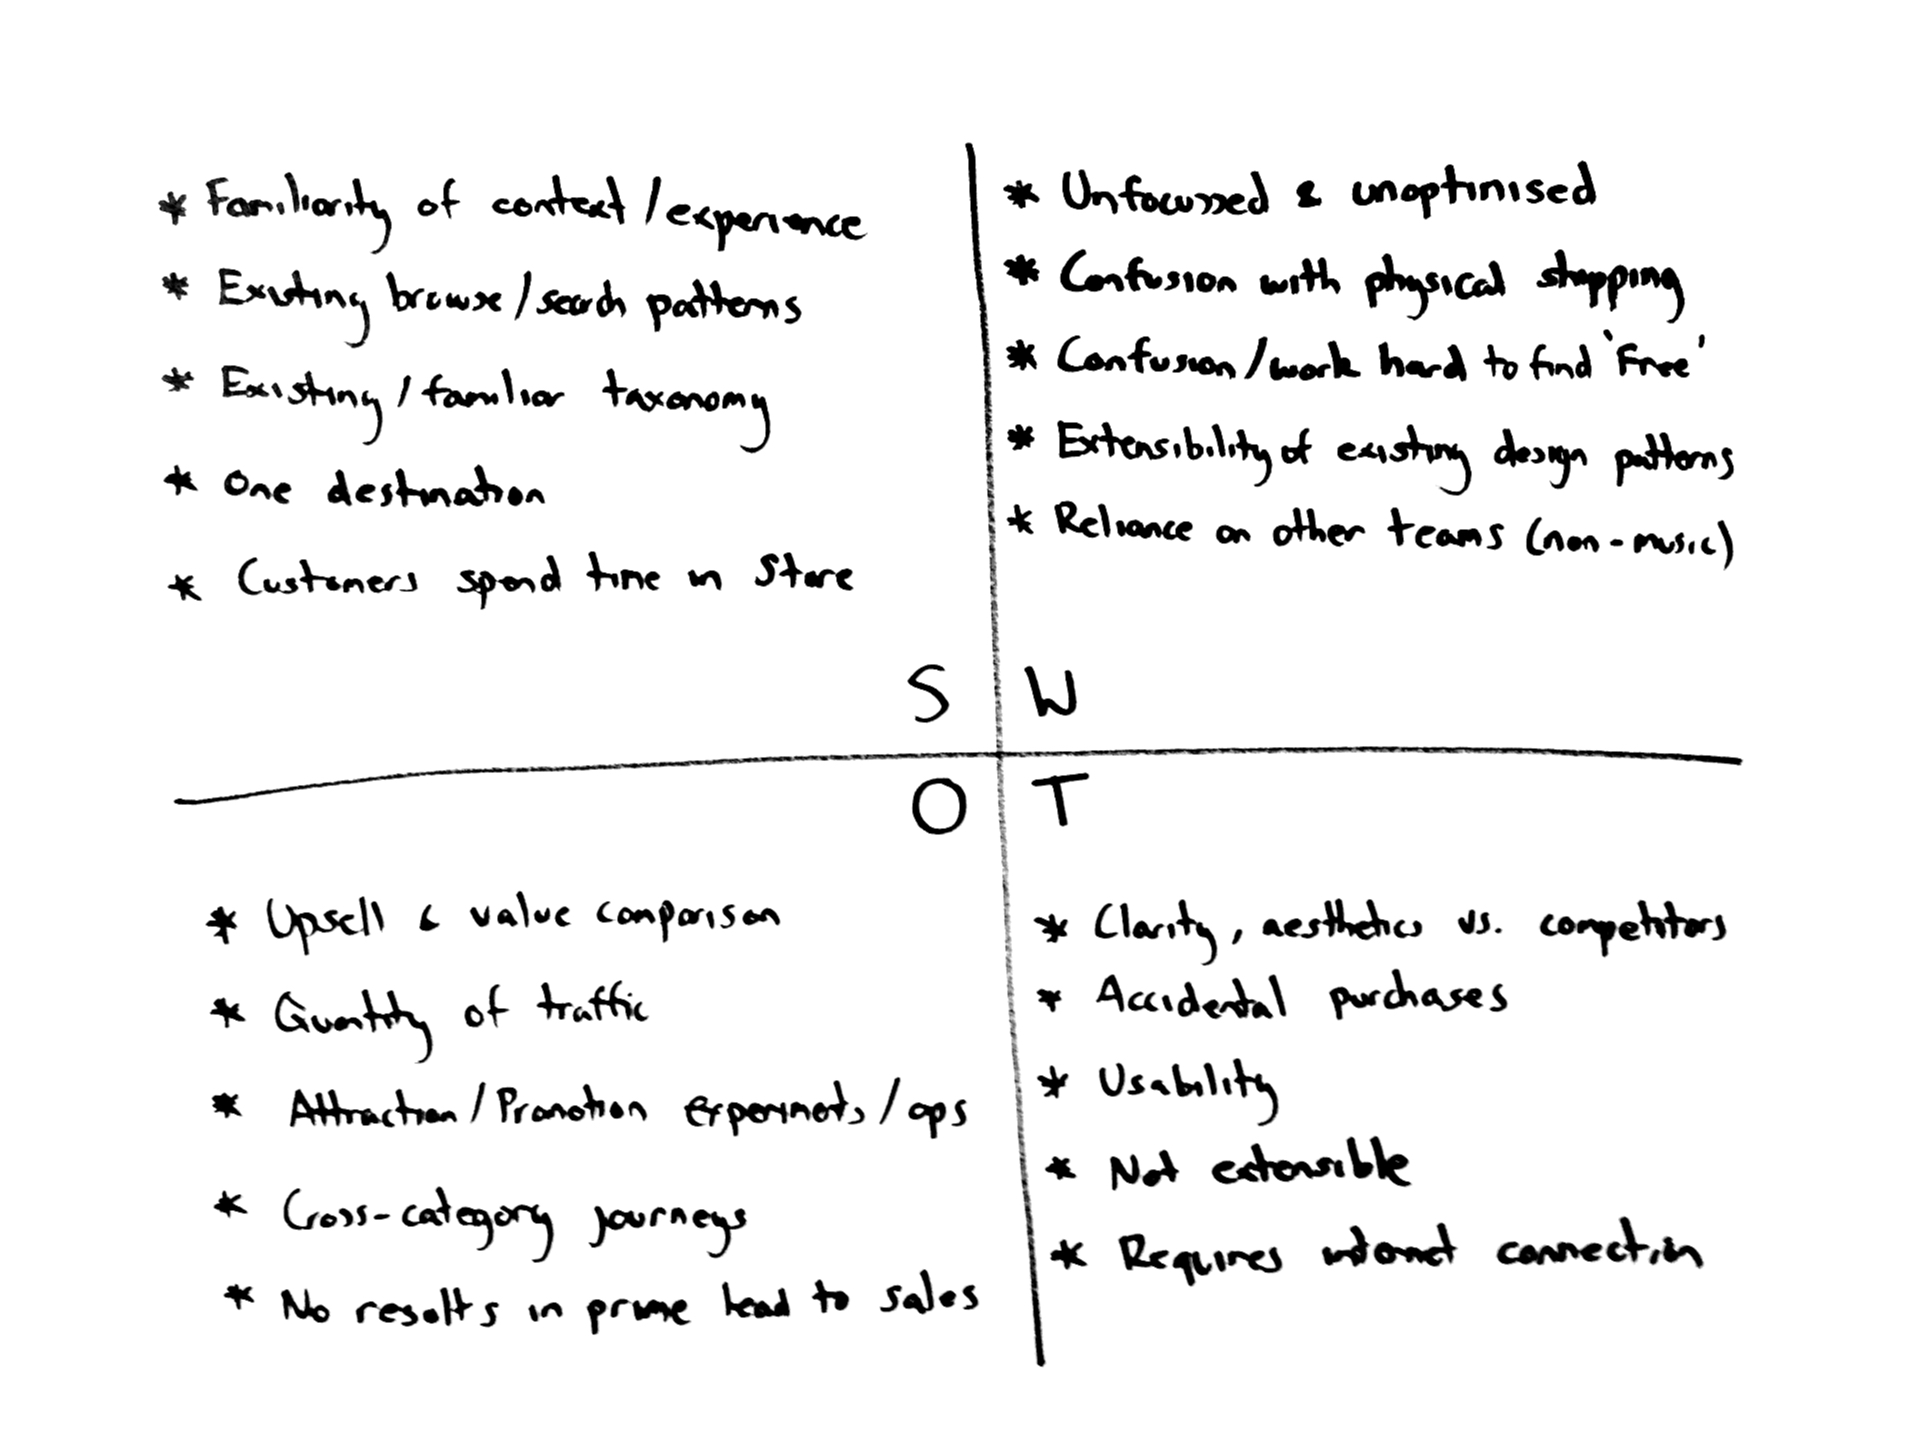 * Familiarity of context/experience
* Existing browse/search patterns
* Existing/familiar taxonomy
* One destination
* Customers spend time in Store
S
* Unfocussed & unoptimised
* Confusion with physical shopping
* Confusion/work hard to find 'Free'
* Extensibility of existing design patterns
* Reliance on other teams (non-music)
W
O
* Upsell & value comparison
* Quantity of traffic
* Attraction/Promotion experiments/ops
* Cross-category journeys
* No results in prime lead to sales
T
* Clarity, aesthetics vs. competitors
* Accidental purchases
* Usability
* Not extensible
* Requires internet connection